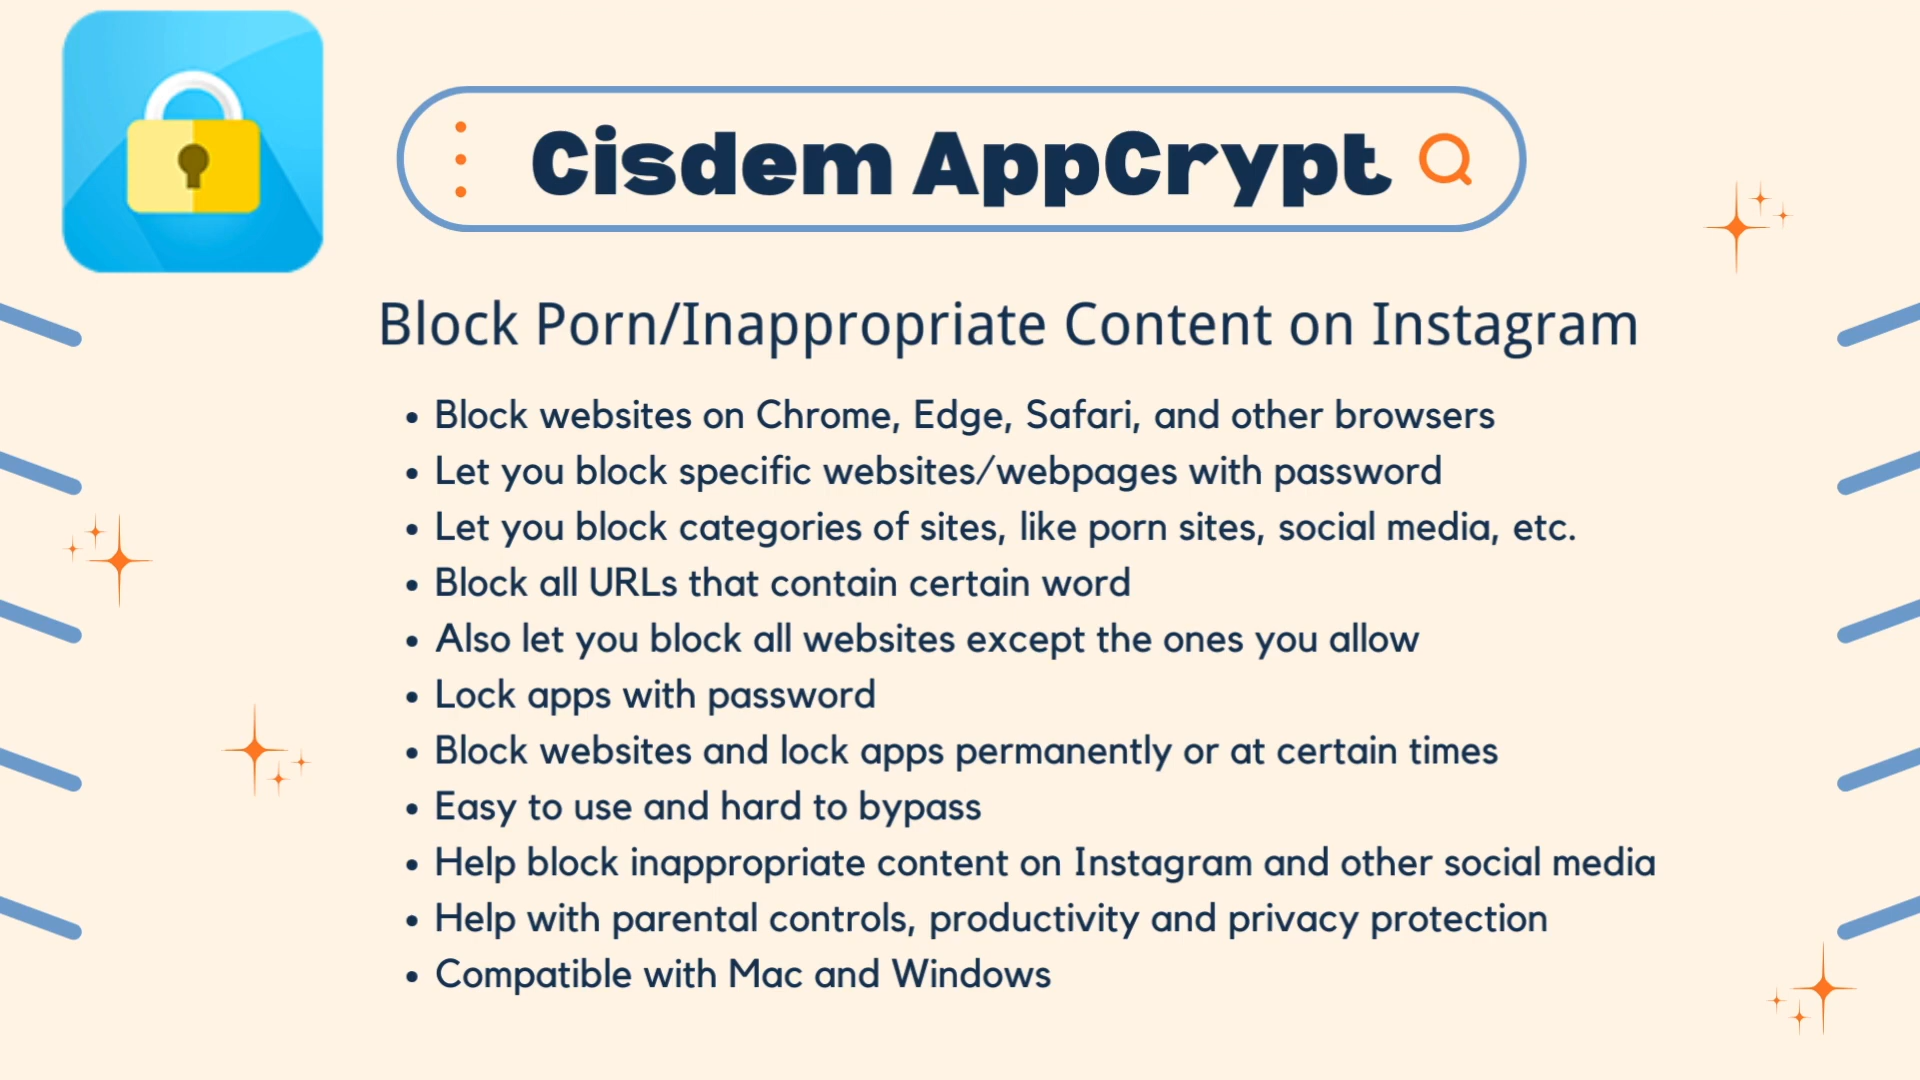 Cisdem AppCrypt
Block Porn/Inappropriate Content on Instagram
• Block websites on Chrome, Edge, Safari, and other browsers
• Let you block specific websites/webpages with password
• Let you block categories of sites, like porn sites, social media, etc.
• Block all URLs that contain certain word
• Also let you block all websites except the ones you allow
• Lock apps with password
• Block websites and lock apps permanently or at certain times
• Easy to use and hard to bypass
• Help block inappropriate content on Instagram and other social media
• Help with parental controls, productivity and privacy protection
• Compatible with Mac and Windows